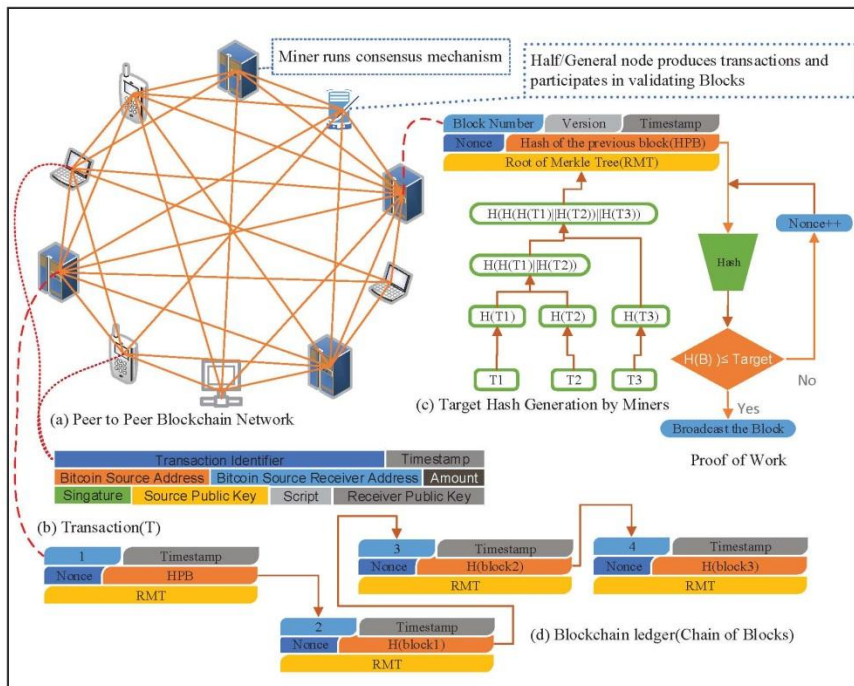 Miner runs consensus mechanism
Half/General node produces transactions and
participates in validating Blocks
(a) Peer to Peer Blockchain Network
Block Number Version Timestamp
Nonce Hash of the previous block(HPB)
Root of Merkle Tree(RMT)
H(H(H(T1)||H(T2))||H(T3))
H(H(T1)||H(T2))
H(T1) H(T2) H(T3)
T1 T2 T3
(c) Target Hash Generation by Miners
Nonce++
Hash
H(B) )≤ Target
No
Yes
Broadcast the Block
Proof of Work
Transaction Identifier Timestamp
Bitcoin Source Address Bitcoin Source Receiver Address Amount
Singature Source Public Key Script Receiver Public Key
(b) Transaction(T)
1 Timestamp
Nonce HPB
RMT
2 Timestamp
Nonce H(block1)
RMT
3 Timestamp
Nonce H(block2)
RMT
4 Timestamp
Nonce H(block3)
RMT
(d) Blockchain ledger(Chain of Blocks)